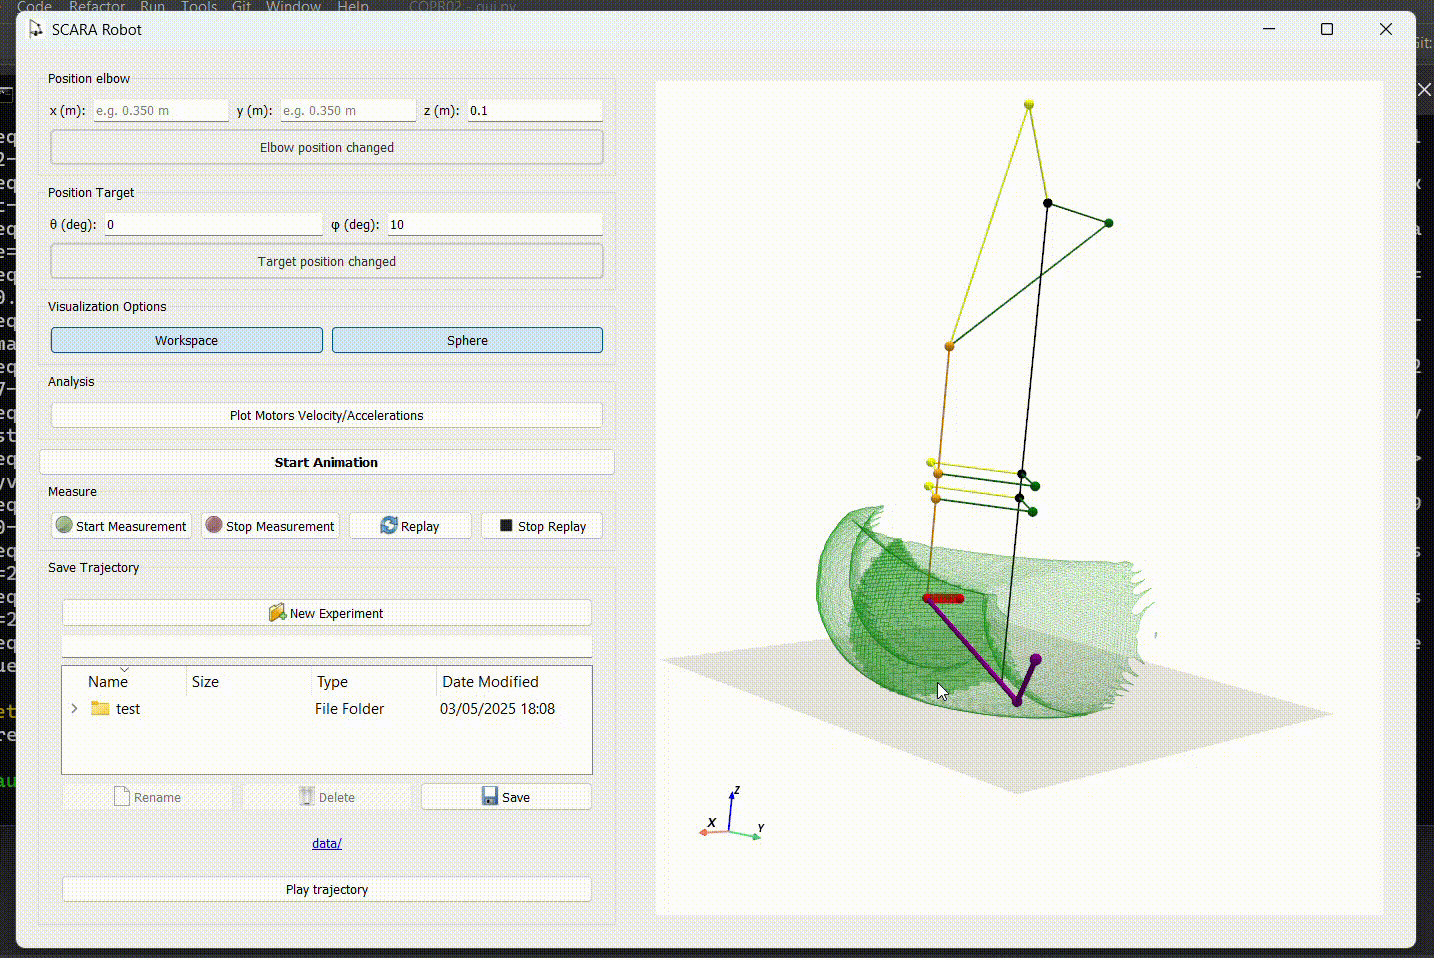 Code Refactor Run Tools Git Window Help COPR02 - gui.py
SCARA Robot
Git:
Position elbow
x (m): e.g. 0.350 m y (m): e.g. 0.350 m z (m): 0.1
Elbow position changed
Position Target
θ (deg): 0 φ (deg): 10
Target position changed
Visualization Options
Workspace Sphere
Analysis
Plot Motors Velocity/Accelerations
Start Animation
Measure
Start Measurement Stop Measurement Replay Stop Replay
Save Trajectory
New Experiment
Name Size Type Date Modified
test File Folder 03/05/2025 18:08
Rename Delete Save
data/
Play trajectory
Z
X
Y